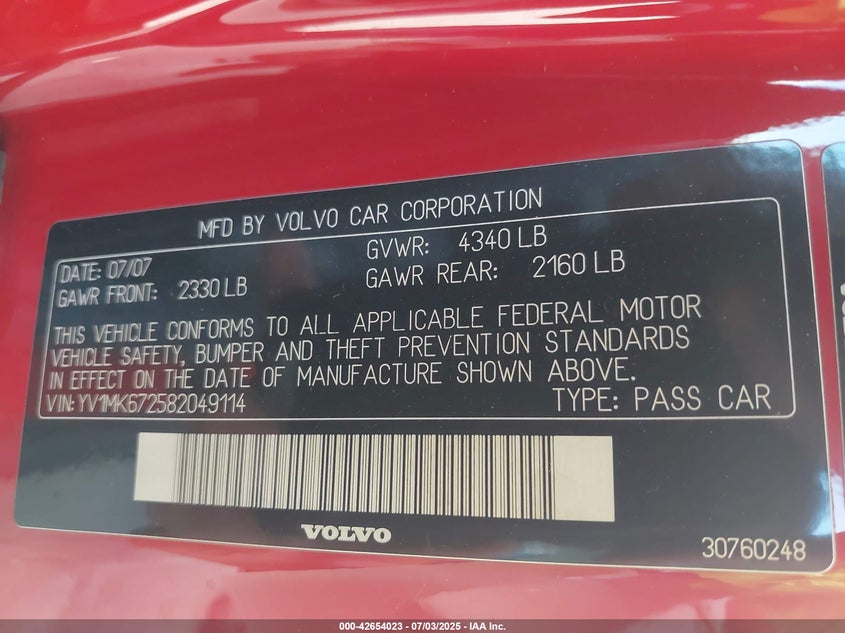 MFD BY VOLVO CAR CORPORATION
DATE: 07/07 GVWR: 4340 LB
GAWR FRONT: 2330 LB GAWR REAR: 2160 LB
THIS VEHICLE CONFORMS TO ALL APPLICABLE FEDERAL MOTOR
VEHICLE SAFETY, BUMPER AND THEFT PREVENTION STANDARDS
IN EFFECT ON THE DATE OF MANUFACTURE SHOWN ABOVE.
VIN: YV1MK672582049114 TYPE: PASS CAR
VOLVO
30760248
000-42654023 - 07/03/2025 - IAA Inc.